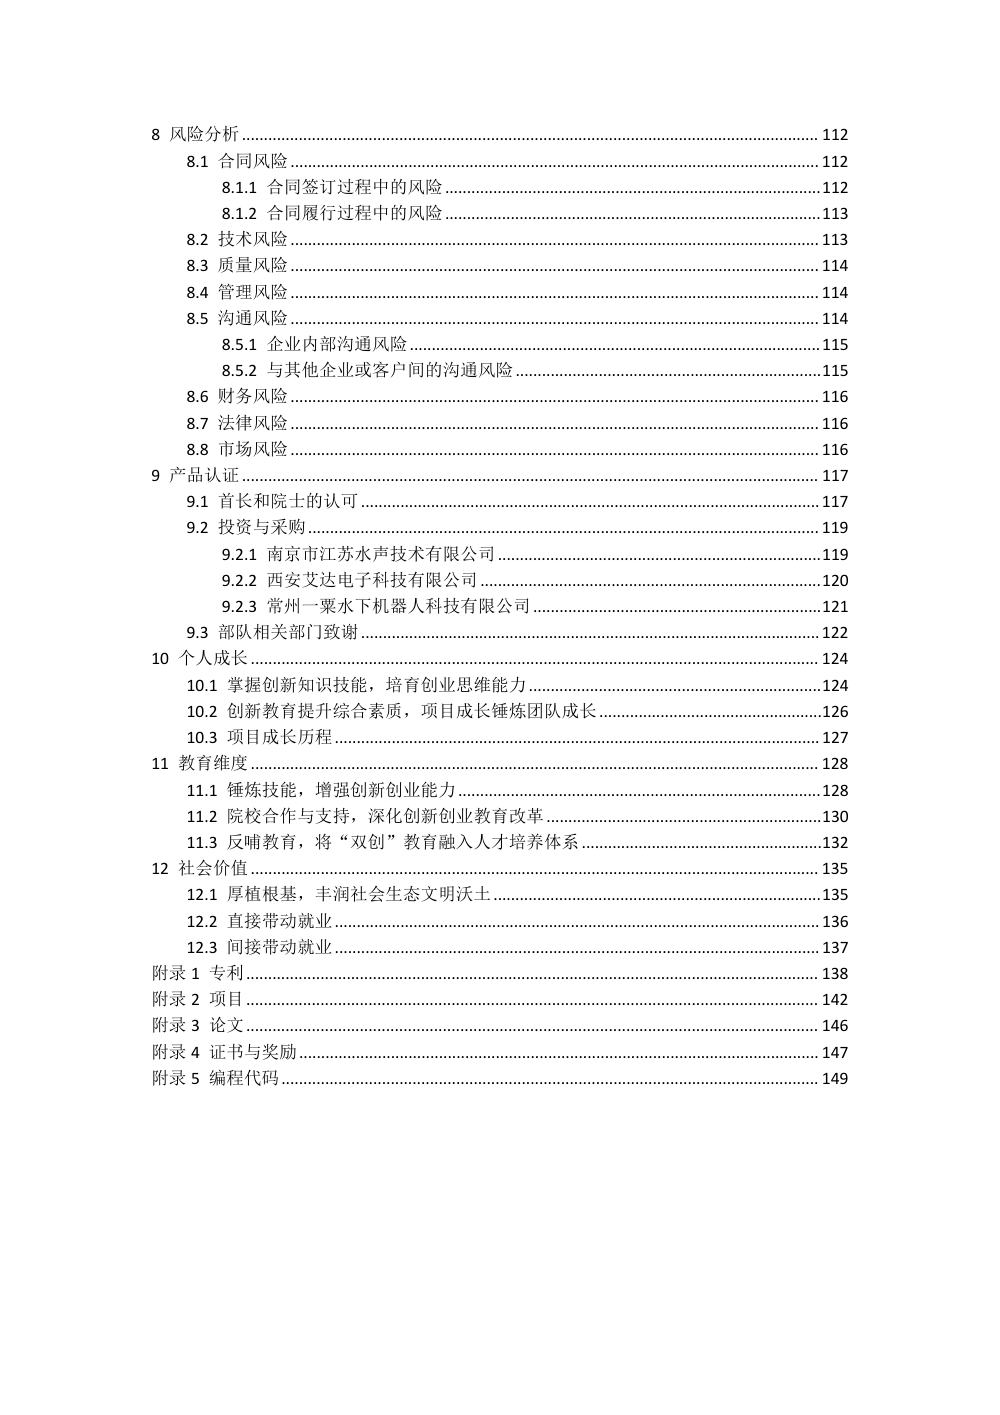 8 风险分析 112
8.1 合同风险 112
8.1.1 合同签订过程中的风险 112
8.1.2 合同履行过程中的风险 113
8.2 技术风险 113
8.3 质量风险 114
8.4 管理风险 114
8.5 沟通风险 114
8.5.1 企业内部沟通风险 115
8.5.2 与其他企业或客户间的沟通风险 115
8.6 财务风险 116
8.7 法律风险 116
8.8 市场风险 116
9 产品认证 117
9.1 首长和院士的认可 117
9.2 投资与采购 119
9.2.1 南京市江苏水声技术有限公司 119
9.2.2 西安艾达电子科技有限公司 120
9.2.3 常州一粟水下机器人科技有限公司 121
9.3 部队相关部门致谢 122
10 个人成长 124
10.1 掌握创新知识技能，培育创业思维能力 124
10.2 创新教育提升综合素质，项目成长锤炼团队成长 126
10.3 项目成长历程 127
11 教育维度 128
11.1 锤炼技能，增强创新创业能力 128
11.2 院校合作与支持，深化创新创业教育改革 130
11.3 反哺教育，将“双创”教育融入人才培养体系 132
12 社会价值 135
12.1 厚植根基，丰润社会生态文明沃土 135
12.2 直接带动就业 136
12.3 间接带动就业 137
附录 1 专利 138
附录 2 项目 142
附录 3 论文 146
附录 4 证书与奖励 147
附录 5 编程代码 149